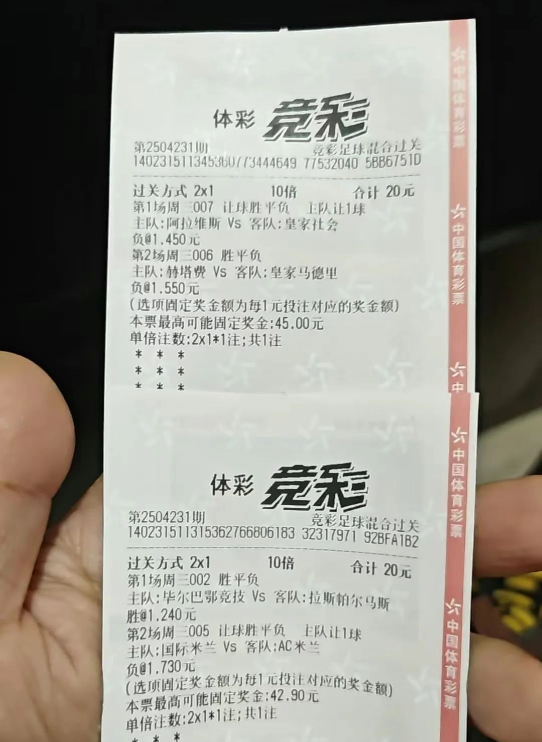 体彩 竞彩
第2504231期 竞彩足球混合过关
77532040 5BB6751D
过关方式 2x1 10倍 合计 20元
第1场周三007 让球胜平负 主队让1球
主队:阿拉维斯 Vs 客队:皇家社会
负@1.450元
第2场周三006 胜平负
主队:赫塔费 Vs 客队:皇家马德里
负@1.550元
(选项固定奖金额为每1元投注对应的奖金额)
本票最高可能固定奖金:45.00元
单倍注数:2x1*1注;共1注
* * *
* * *
* * *
中国体育彩票
中国体育彩票
中
体彩 竞彩
第2504231期 竞彩足球混合过关
140231511315362766806183 32317971 92BFA1B2
过关方式 2x1 10倍 合计 20元
第1场周三002 胜平负
主队:毕尔巴鄂竞技 Vs 客队:拉斯帕尔马斯
胜@1.240元
第2场周三005 让球胜平负 主队让1球
主队:国际米兰 Vs 客队:AC米兰
负@1.730元
(选项固定奖金额为每1元投注对应的奖金额)
本票最高可能固定奖金:42.90元
单倍注数:2x1*1注;共1注
* * *
中国体育彩票
中国体育彩票